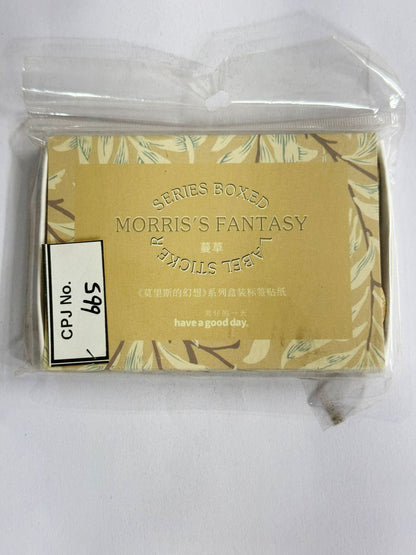 SERIES BOXED
MORRIS'S FANTASY
蔓草
LABEL STICKER
《莫里斯的幻想》系列盒装标签贴纸
have a good day.
CPJ No.
599